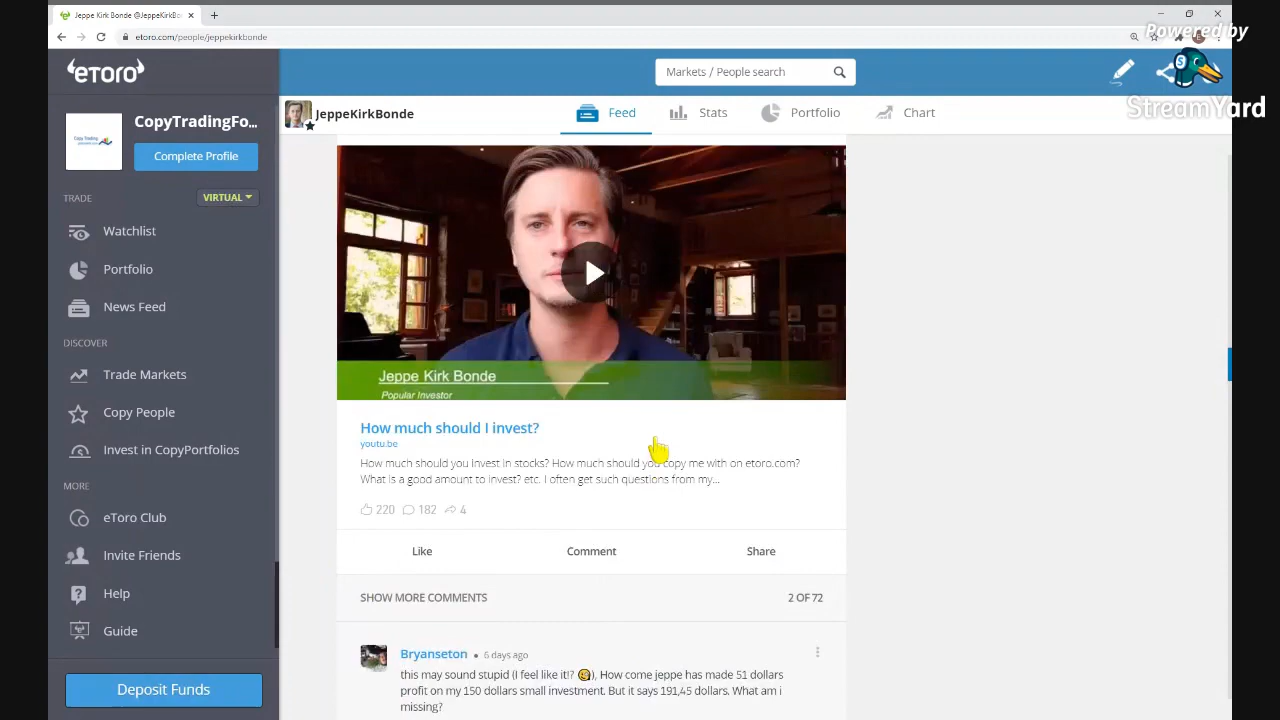 Jeppe Kirk Bonde @JeppeKirkBo
etoro.com/people/jeppekirkbonde
Powered by
StreamYard
eToro
Markets / People search
CopyTradingFo...
Complete Profile
JeppeKirkBonde
Feed
Stats
Portfolio
Chart
TRADE
VIRTUAL
Watchlist
Portfolio
News Feed
DISCOVER
Trade Markets
Copy People
Invest in CopyPortfolios
MORE
eToro Club
Invite Friends
Help
Guide
Deposit Funds
Jeppe Kirk Bonde
Popular Investor
How much should I invest?
youtu.be
How much should you invest in stocks? How much should you copy me with on etoro.com?
What is a good amount to invest? etc. I often get such questions from my...
220 182 4
Like Comment Share
SHOW MORE COMMENTS 2 OF 72
Bryanseton • 6 days ago
this may sound stupid (I feel like it!? ), How come jeppe has made 51 dollars
profit on my 150 dollars small investment. But it says 191,45 dollars. What am i
missing?